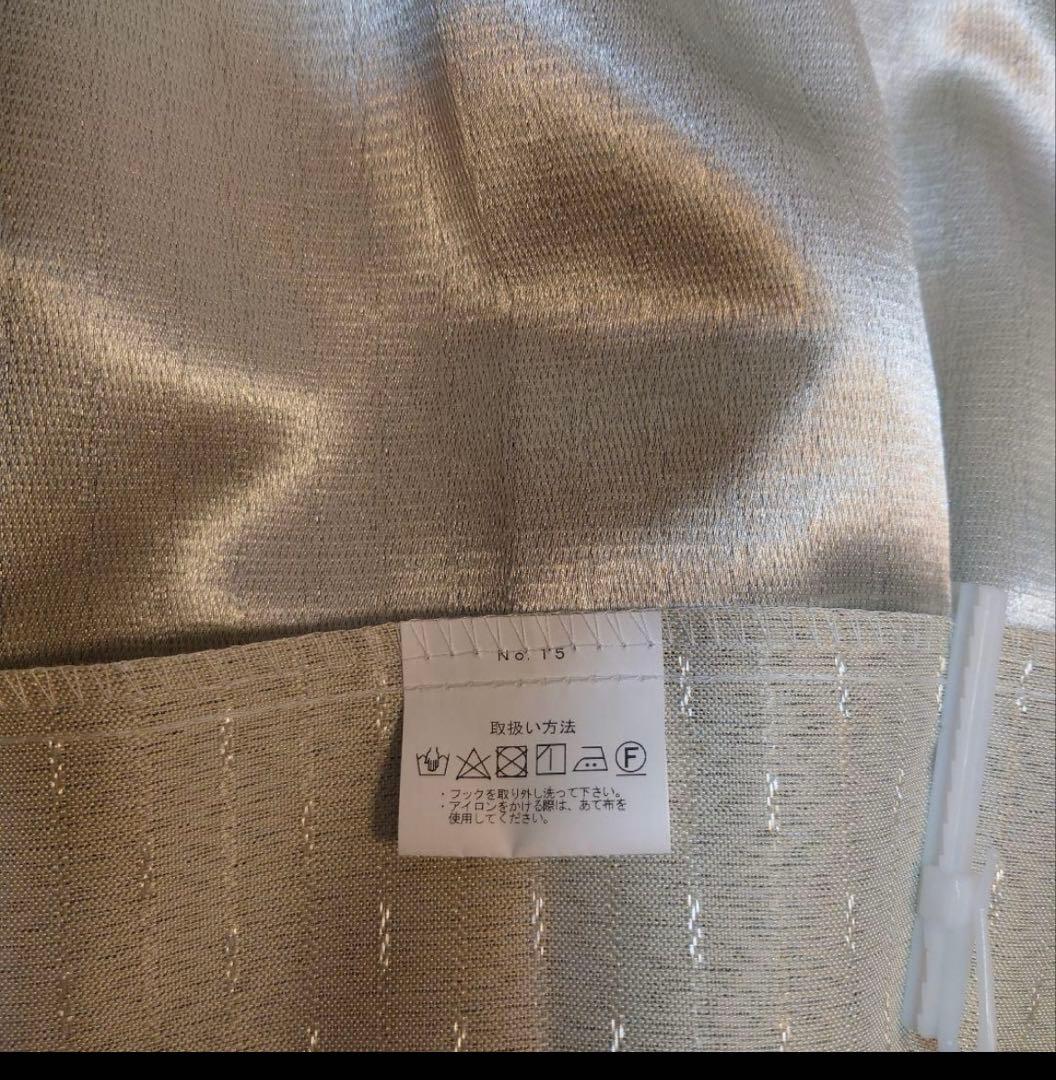 No. 15
取扱い方法
F
・フックを取り外し洗って下さい。
・アイロンをかける際は、あて布を
使用してください。